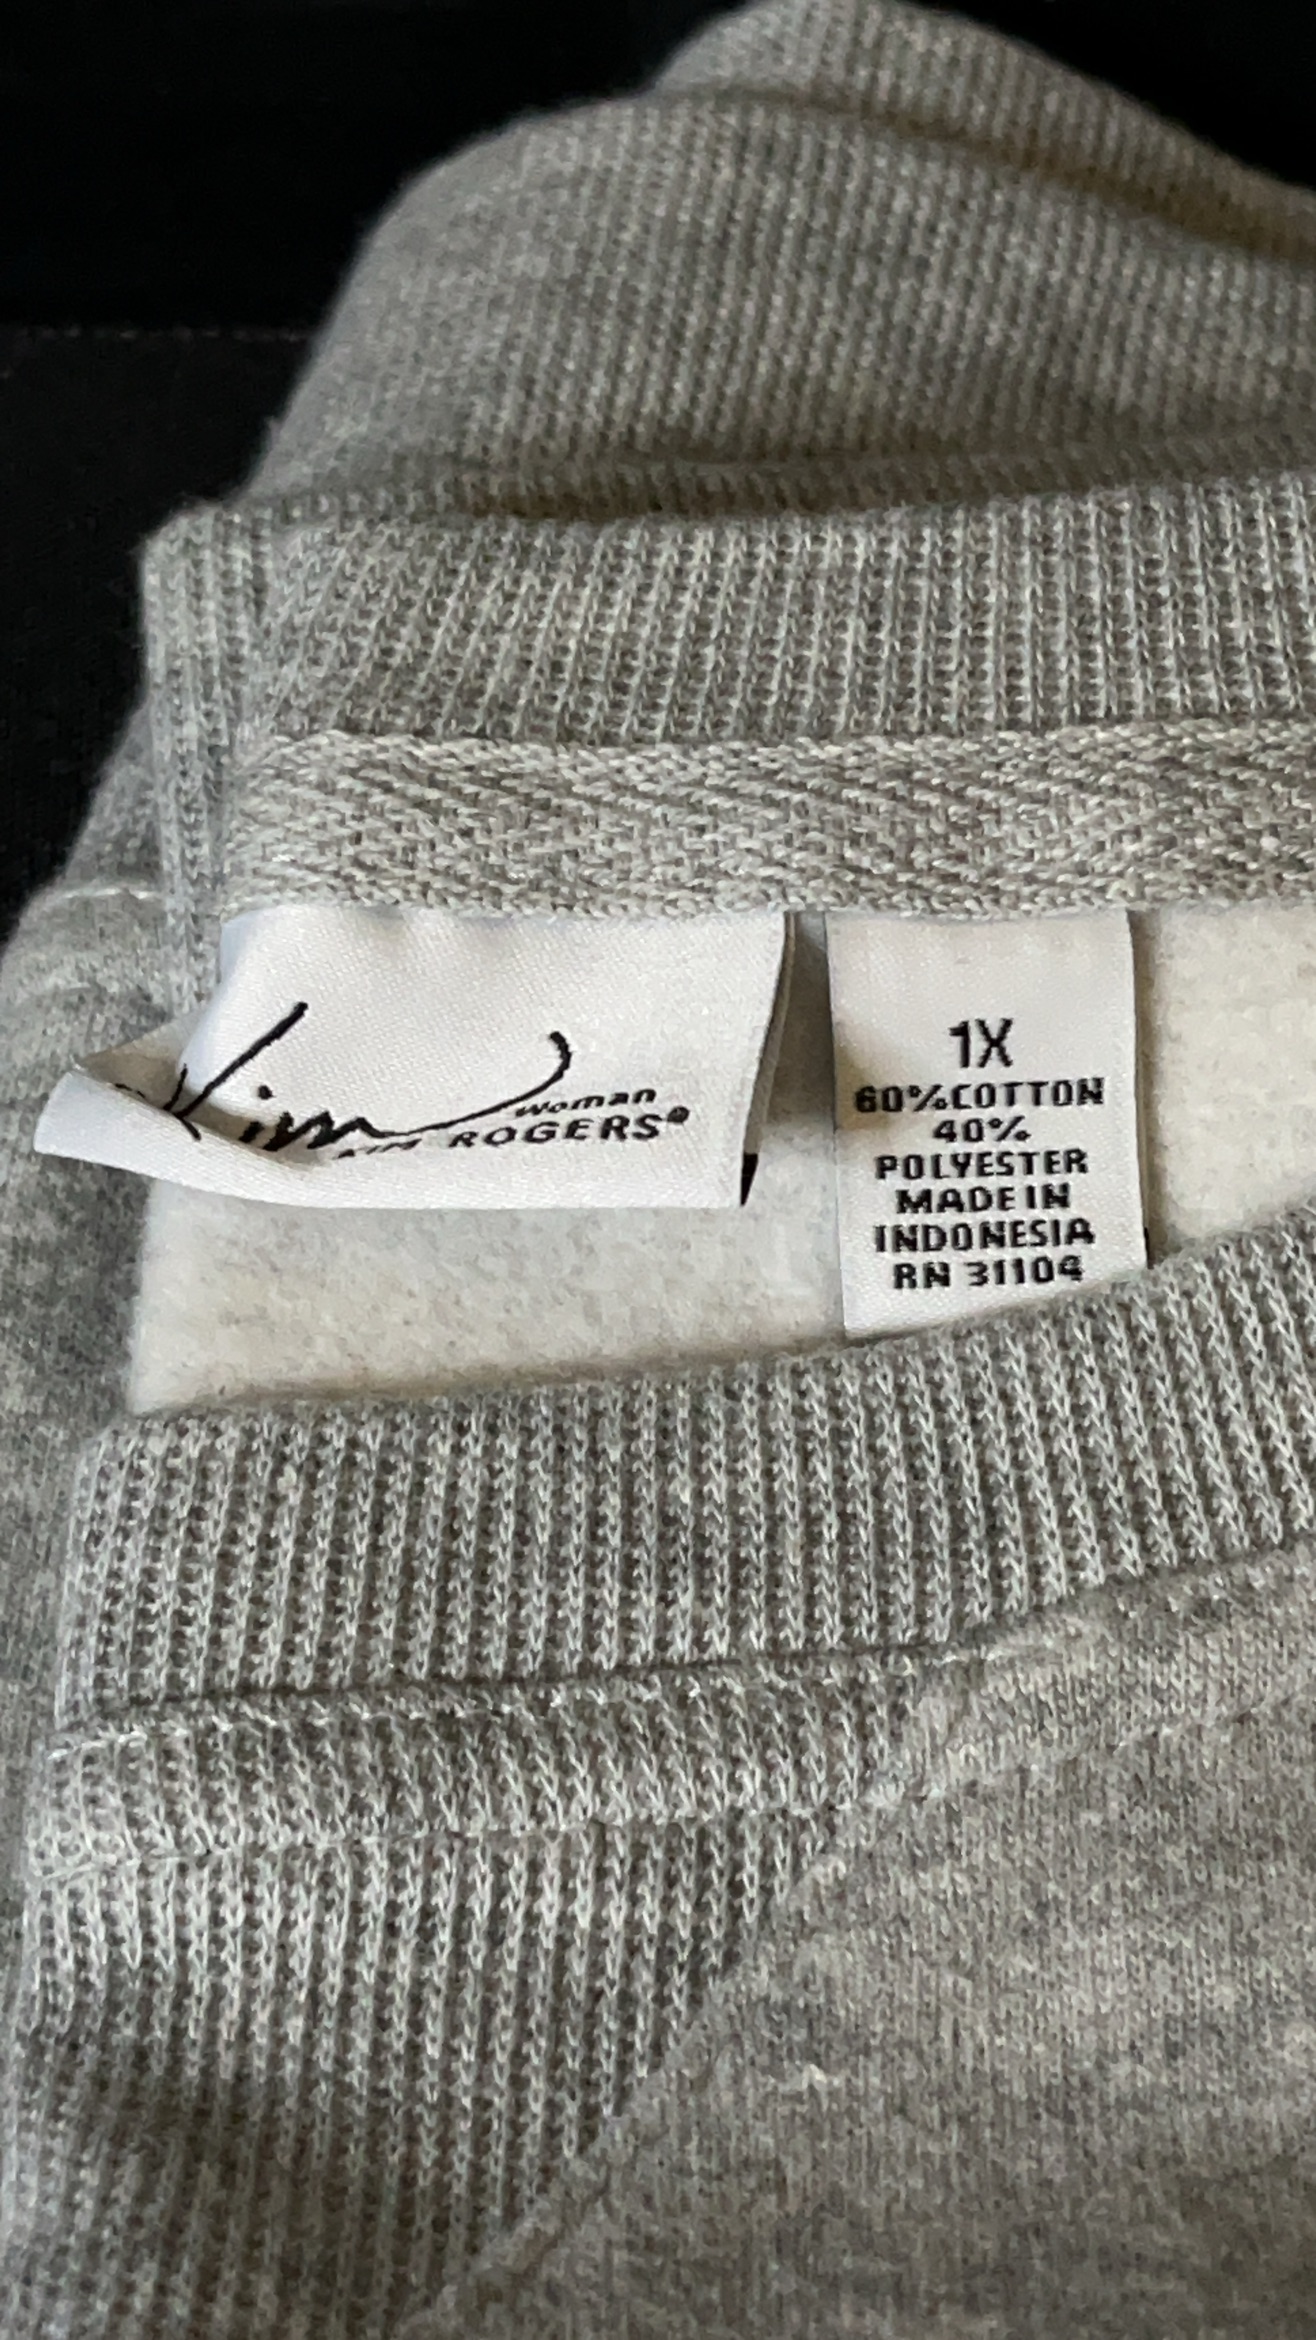 Kim
Woman
KIM ROGERS®
1X
60%COTTON
40%
POLYESTER
MADE IN
INDONESIA
RN 31104